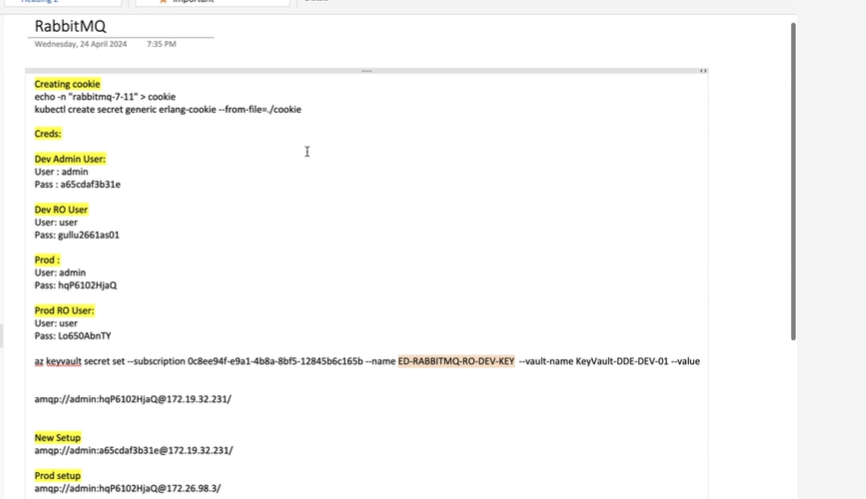 RabbitMQ
Wednesday, 24 April 2024 7:35 PM
Creating cookie
echo -n "rabbitmq-7-11" > cookie
kubectl create secret generic erlang-cookie --from-file=./cookie
Creds:
Dev Admin User:
User : admin
Pass : a65cdaf3b31e
Dev RO User
User: user
Pass: gullu2661as01
Prod :
User: admin
Pass: hqP6102HjaQ
Prod RO User:
User: user
Pass: Lo650AbnTY
az keyvault secret set --subscription 0c8ee94f-e9a1-4b8a-8bf5-12845b6c165b --name ED-RABBITMQ-RO-DEV-KEY --vault-name KeyVault-DDE-DEV-01 --value
amqp://admin:hqP6102HjaQ@172.19.32.231/
New Setup
amqp://admin:a65cdaf3b31e@172.19.32.231/
Prod setup
amqp://admin:hqP6102HjaQ@172.26.98.3/